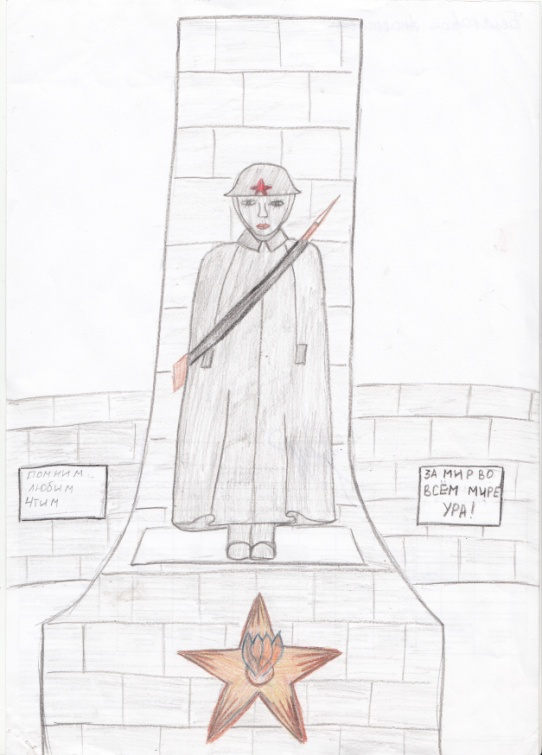 ПОМНИМ..
ЛЮБИМ
ЧТИМ
ЗА МИР ВО
ВСЁМ МИРЕ
УРА!